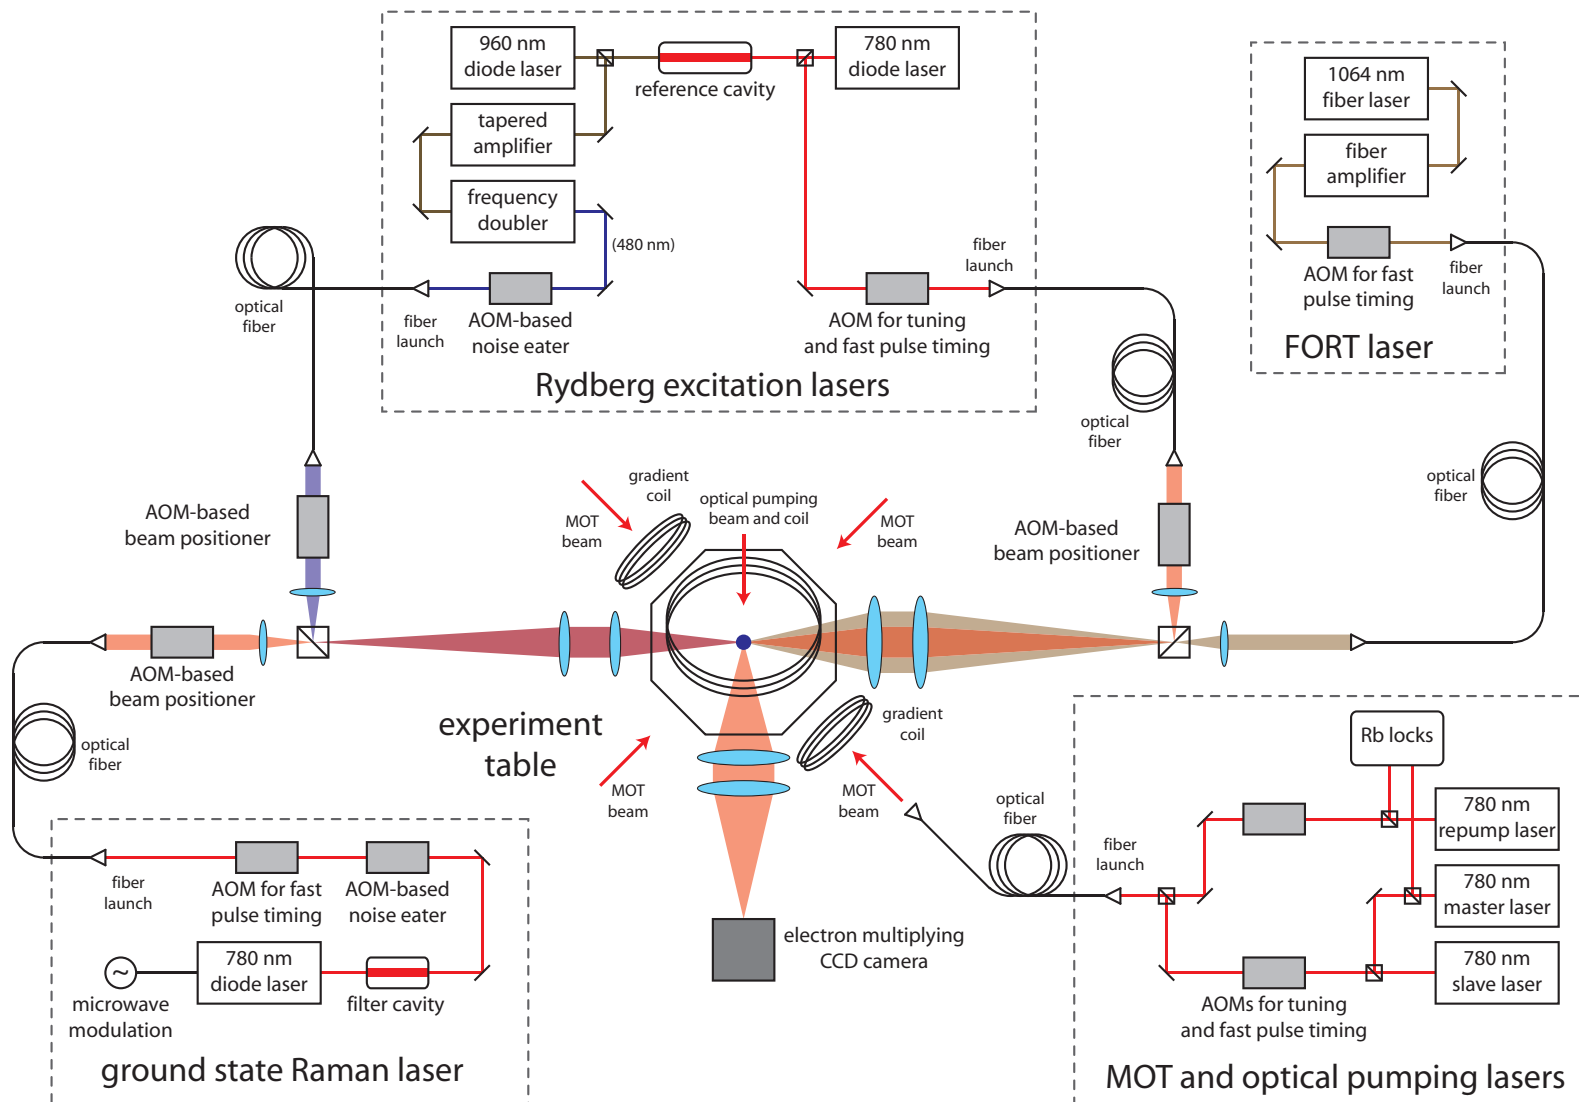 960 nm
diode laser
reference cavity
780 nm
diode laser
tapered
amplifier
frequency
doubler
(480 nm)
fiber
launch
AOM-based
noise eater
fiber
launch
AOM for tuning
and fast pulse timing
Rydberg excitation lasers
1064 nm
fiber laser
fiber
amplifier
AOM for fast
pulse timing
fiber
launch
FORT laser
optical
fiber
optical
fiber
optical
fiber
AOM-based
beam positioner
gradient
coil
MOT
beam
optical pumping
beam and coil
MOT
beam
AOM-based
beam positioner
AOM-based
beam positioner
experiment
table
MOT
beam
gradient
coil
MOT
beam
optical
fiber
optical
fiber
electron multiplying
CCD camera
fiber
launch
AOM for fast
pulse timing
AOM-based
noise eater
~
microwave
modulation
780 nm
diode laser
filter cavity
ground state Raman laser
Rb locks
fiber
launch
780 nm
repump laser
780 nm
master laser
780 nm
slave laser
AOMs for tuning
and fast pulse timing
MOT and optical pumping lasers